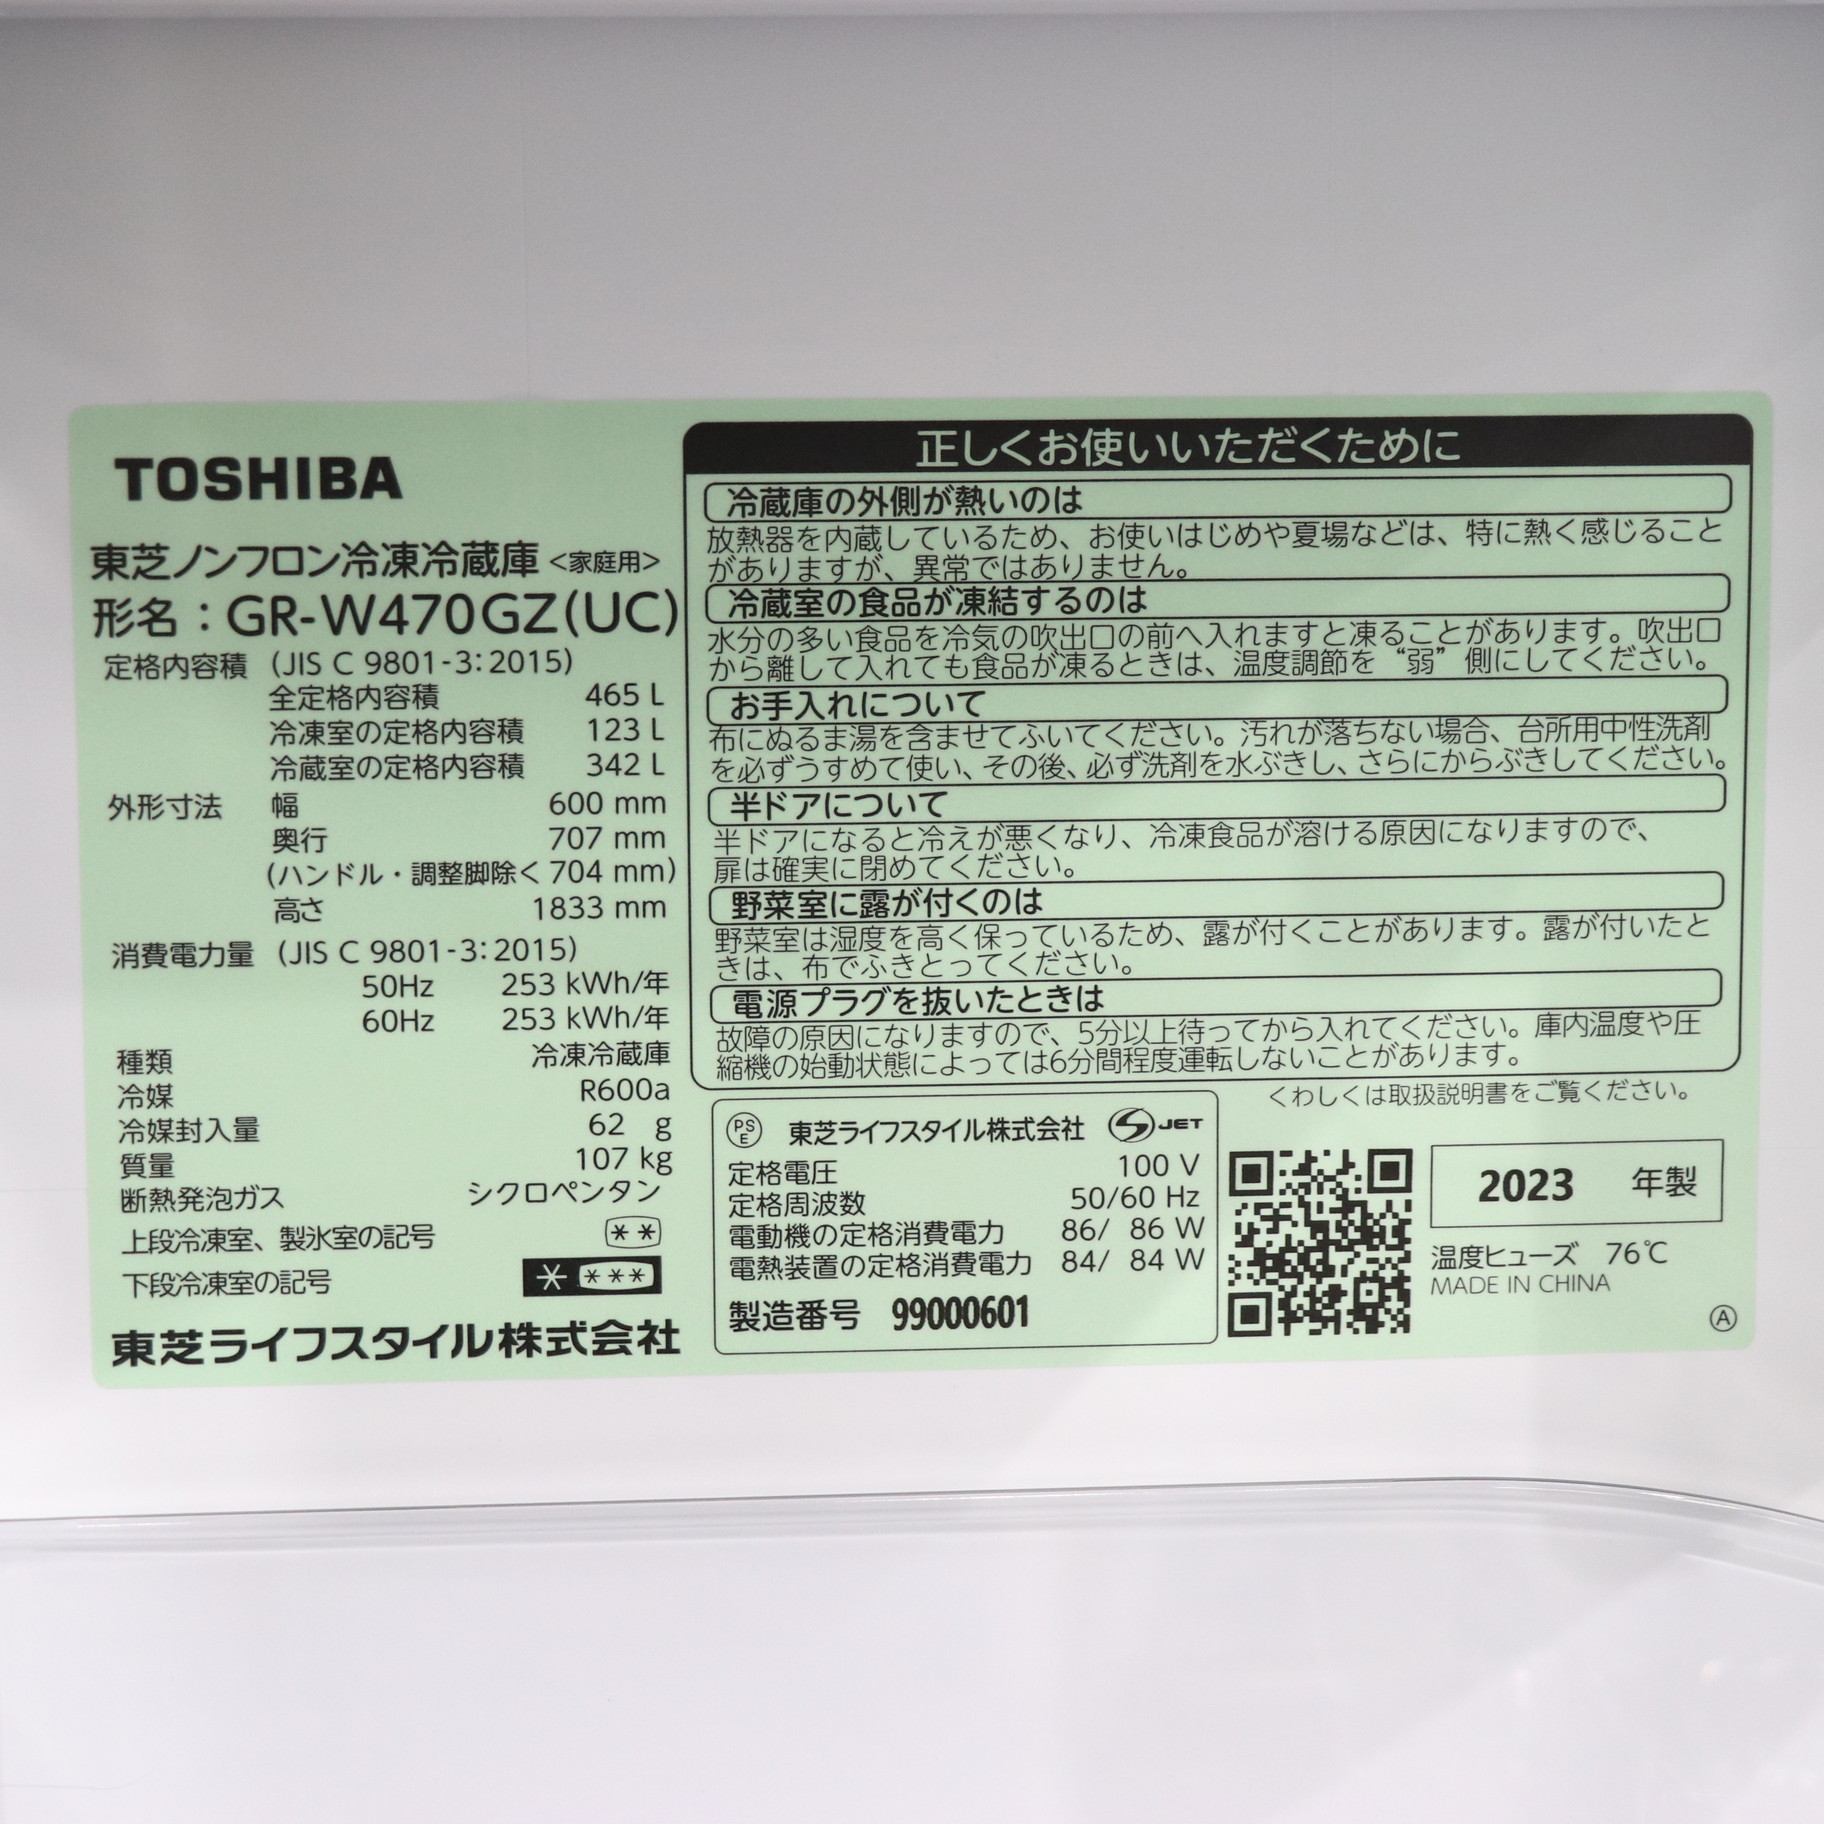 TOSHIBA
東芝ノンフロン冷凍冷蔵庫 <家庭用>
形名：GR-W470GZ(UC)
定格内容積 (JIS C 9801-3:2015)
全定格内容積 465 L
冷凍室の定格内容積 123 L
冷蔵室の定格内容積 342 L
外形寸法 幅 600 mm
奥行 707 mm
(ハンドル・調整脚除く704 mm)
高さ 1833 mm
消費電力量 (JIS C 9801-3:2015)
50Hz 253 kWh/年
60Hz 253 kWh/年
種類 冷凍冷蔵庫
冷媒 R600a
冷媒封入量 62 g
質量 107 kg
断熱発泡ガス シクロペンタン
上段冷凍室、製氷室の記号 **
下段冷凍室の記号 * ***
東芝ライフスタイル株式会社
正しくお使いいただくために
冷蔵庫の外側が熱いのは
放熱器を内蔵しているため、お使いはじめや夏場などは、特に熱く感じること
がありますが、異常ではありません。
冷蔵室の食品が凍結するのは
水分の多い食品を冷気の吹出口の前へ入れますと凍ることがあります。吹出口
から離して入れても食品が凍るときは、温度調節を“弱”側にしてください。
お手入れについて
布にぬるま湯を含ませてふいてください。汚れが落ちない場合、台所用中性洗剤
を必ずうすめて使い、その後、必ず洗剤を水ぶきし、さらにからぶきしてください。
半ドアについて
半ドアになると冷えが悪くなり、冷凍食品が溶ける原因になりますので、
扉は確実に閉めてください。
野菜室に露が付くのは
野菜室は湿度を高く保っているため、露が付くことがあります。露が付いたと
きは、布でふきとってください。
電源プラグを抜いたときは
故障の原因になりますので、5分以上待ってから入れてください。庫内温度や圧
縮機の始動状態によっては6分間程度運転しないことがあります。
くわしくは取扱説明書をご覧ください。
PS E 東芝ライフスタイル株式会社 S JET
定格電圧 100 V
定格周波数 50/60 Hz
電動機の定格消費電力 86/ 86 W
電熱装置の定格消費電力 84/ 84 W
製造番号 99000601
2023 年製
温度ヒューズ 76℃
MADE IN CHINA
Ⓐ